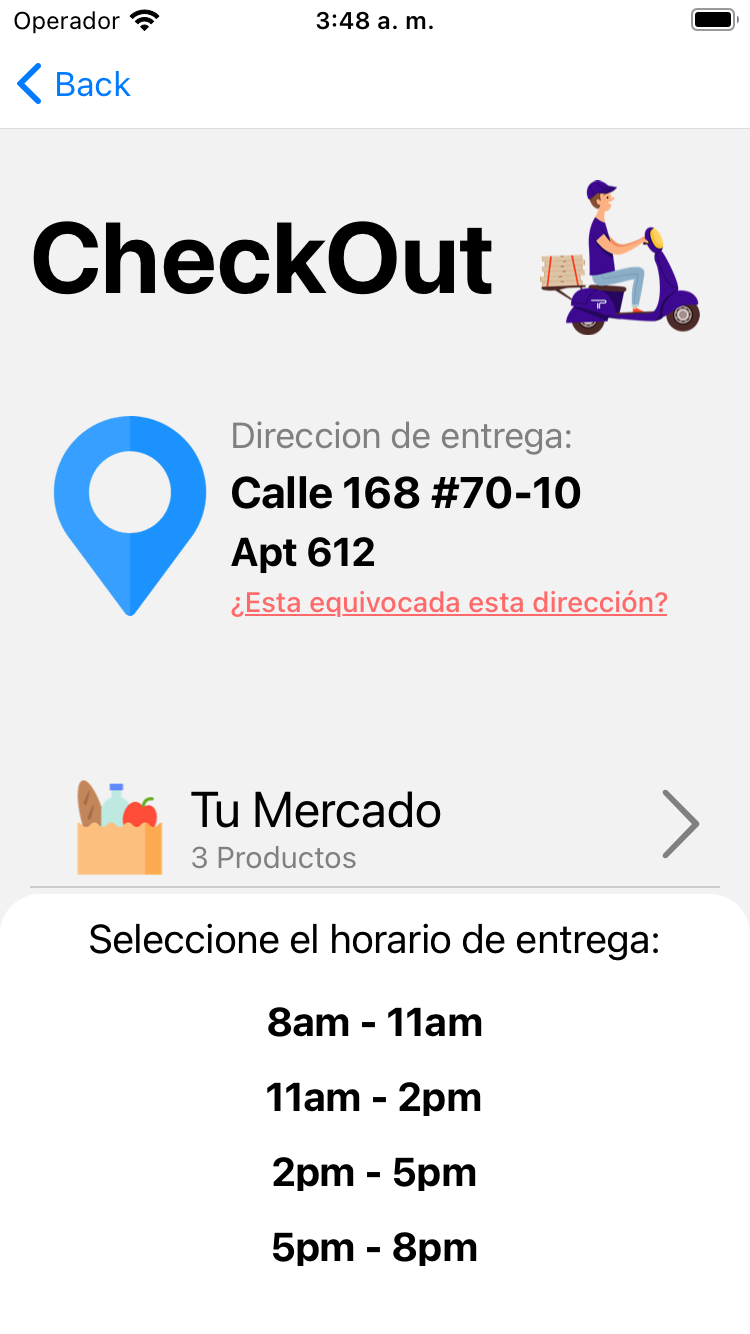 Operador
3:48 a. m.
Back
CheckOut
Direccion de entrega:
Calle 168 #70-10
Apt 612
¿Esta equivocada esta dirección?
Tu Mercado
3 Productos
Seleccione el horario de entrega:
8am - 11am
11am - 2pm
2pm - 5pm
5pm - 8pm